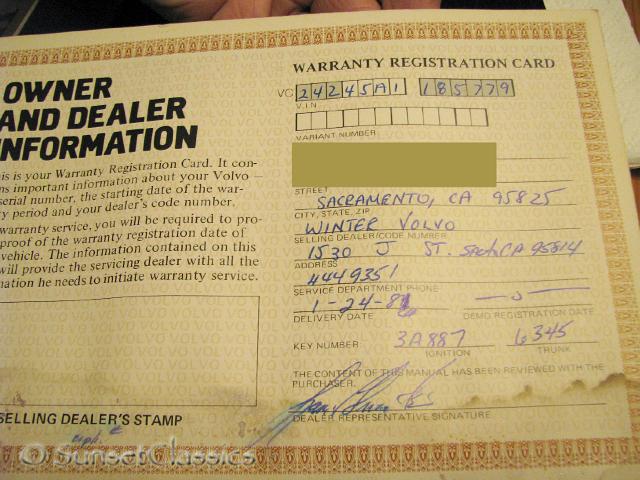 OWNER
AND DEALER
INFORMATION
is is your Warranty Registration Card. It con-
ns important information about your Volvo —
serial number, the starting date of the war-
y period and your dealer's code number.
warranty service, you will be required to pro-
proof of the warranty registration date of
vehicle. The information contained on this
will provide the servicing dealer with all the
ation he needs to initiate warranty service.
SELLING DEALER'S STAMP
WARRANTY REGISTRATION CARD
VC 24245A1 185779
V.I.N.
VARIANT NUMBER
STREET
SACRAMENTO, CA 95825
CITY, STATE, ZIP
WINTER VOLVO
SELLING DEALER/CODE NUMBER
1530 J ST. Sac CA 95814
ADDRESS
4449351
SERVICE DEPARTMENT PHONE
1-24-81
DELIVERY DATE
DEMO REGISTRATION DATE
KEY NUMBER 3A887 6345
IGNITION TRUNK
THE CONTENT OF THIS MANUAL HAS BEEN REVIEWED WITH THE
PURCHASER.
DEALER REPRESENTATIVE SIGNATURE
© SunsetClassics